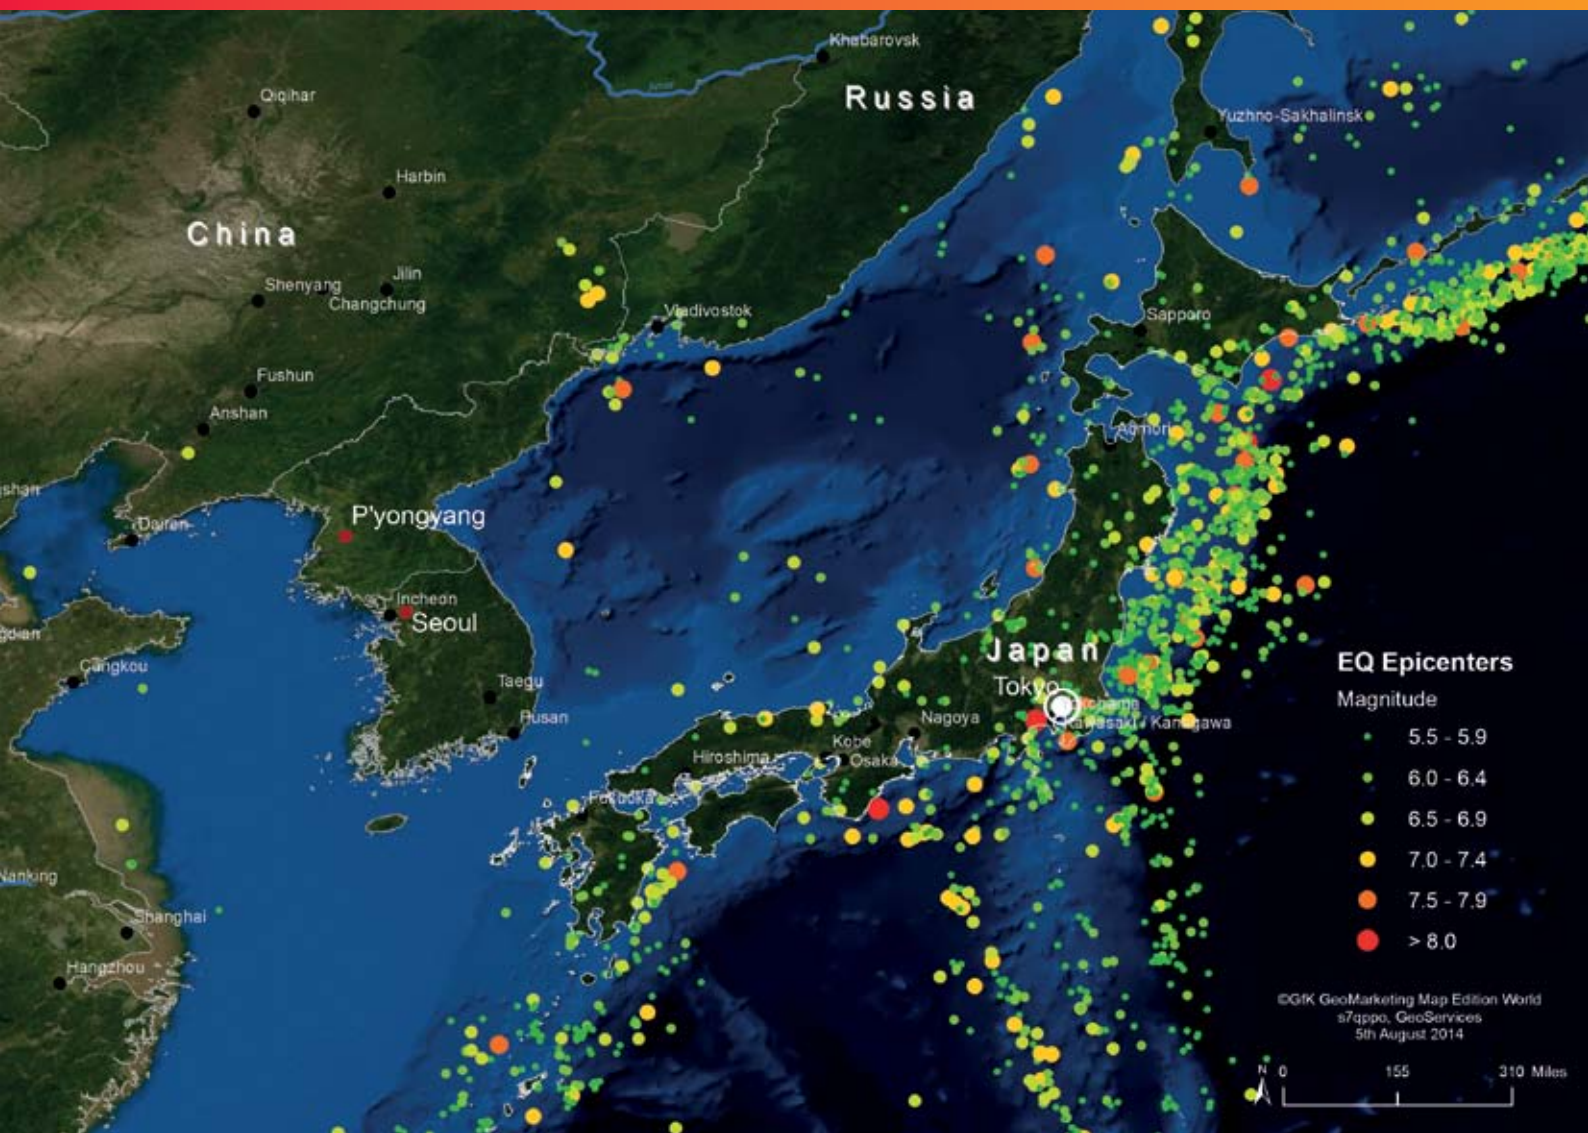 Khabarovsk
Russia
Qiqihar
Yuzhno-Sakhalinsk
Harbin
China
Jilin
Shenyang
Changchung
Vladivostok
Sapporo
Fushun
Anshan
Aomori
P'yongyang
Dairen
Incheon
Seoul
Japan
Cangkou
Taegu
Tokyo
Pusan
Nagoya
Kawasaki / Kanagawa
Kobe
Hiroshima
Osaka
Fukuoka
Nanking
Shanghai
Hangzhou
EQ Epicenters
Magnitude
5.5 - 5.9
6.0 - 6.4
6.5 - 6.9
7.0 - 7.4
7.5 - 7.9
> 8.0
©GfK GeoMarketing Map Edition World
s7qppo, GeoServices
5th August 2014
N 0 155 310 Miles